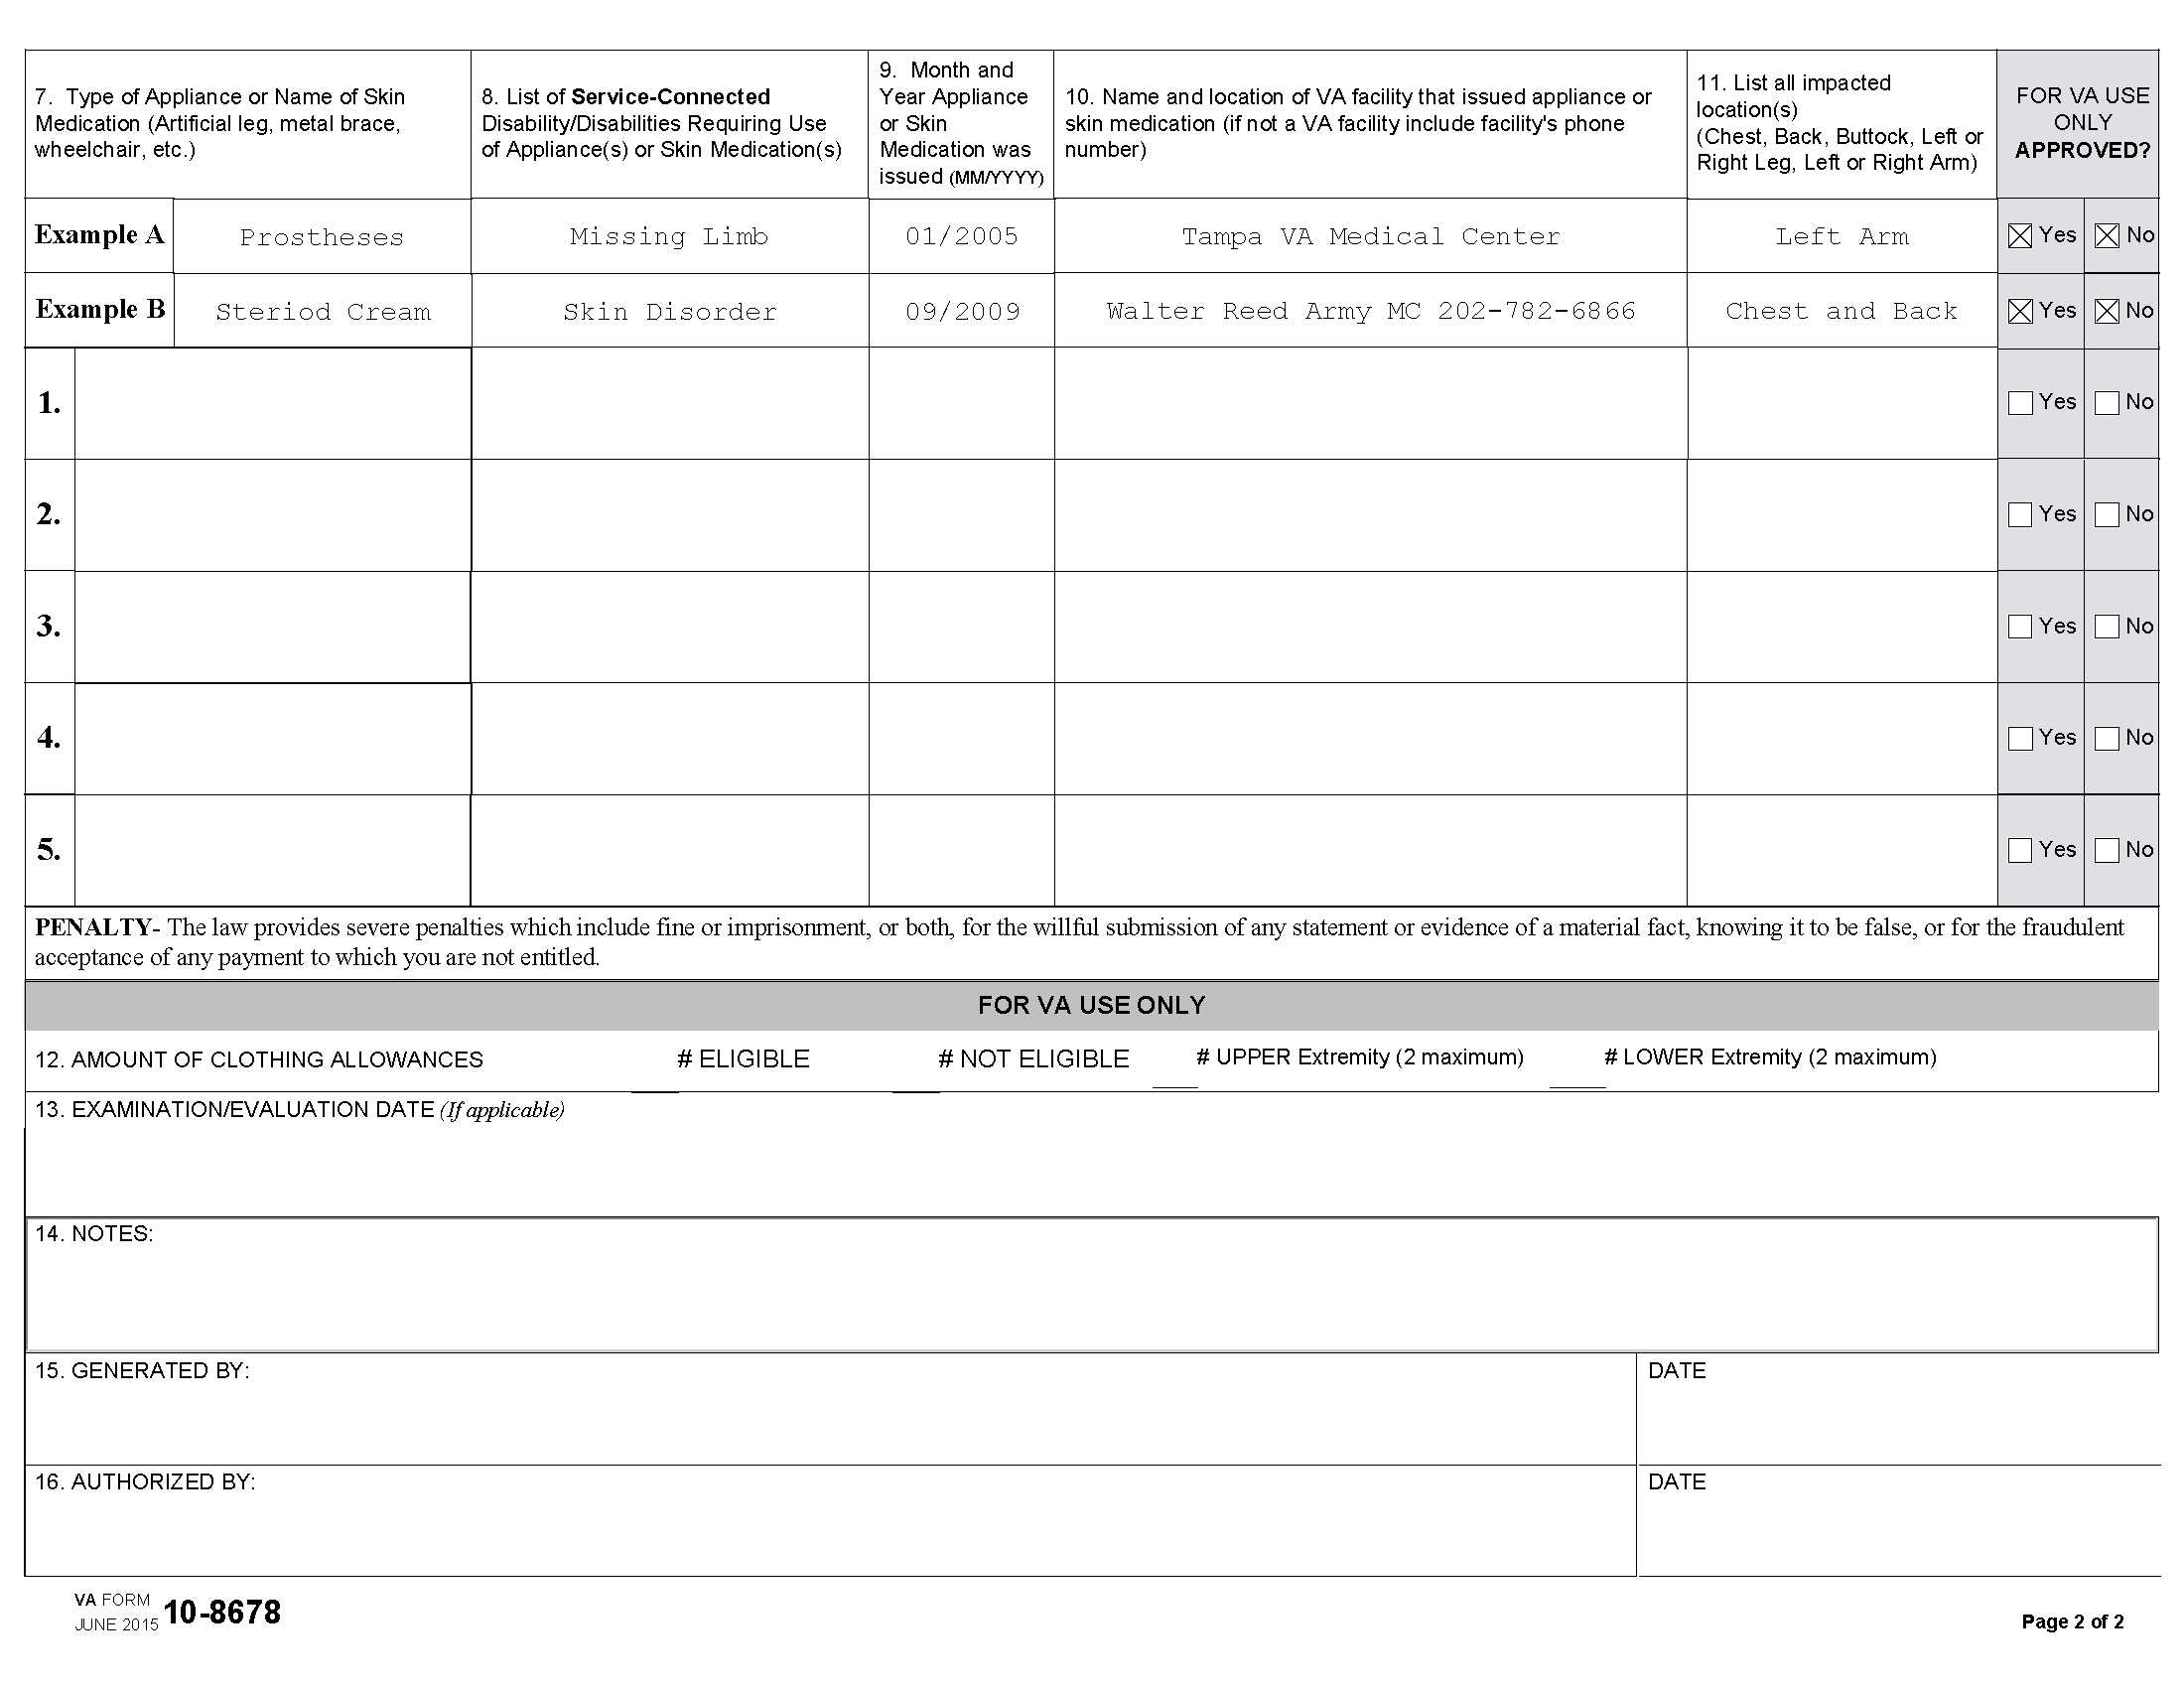 7.  Type of Appliance or Name of Skin
Medication (Artificial leg, metal brace,
wheelchair, etc.)
8. List of Service-Connected
Disability/Disabilities Requiring Use
of Appliance(s) or Skin Medication(s)
9.  Month and
Year Appliance
or Skin
Medication was
issued (MM/YYYY)
10. Name and location of VA facility that issued appliance or
skin medication (if not a VA facility include facility's phone
number)
11. List all impacted
location(s)
(Chest, Back, Buttock, Left or
Right Leg, Left or Right Arm)
FOR VA USE
ONLY
APPROVED?
Example A Prostheses Missing Limb 01/2005 Tampa VA Medical Center Left Arm Yes No
Example B Steriod Cream Skin Disorder 09/2009 Walter Reed Army MC 202-782-6866 Chest and Back Yes No
1. Yes No
2. Yes No
3. Yes No
4. Yes No
5. Yes No
PENALTY- The law provides severe penalties which include fine or imprisonment, or both, for the willful submission of any statement or evidence of a material fact, knowing it to be false, or for the fraudulent
acceptance of any payment to which you are not entitled.
FOR VA USE ONLY
12. AMOUNT OF CLOTHING ALLOWANCES # ELIGIBLE # NOT ELIGIBLE # UPPER Extremity (2 maximum) # LOWER Extremity (2 maximum)
13. EXAMINATION/EVALUATION DATE (If applicable)
14. NOTES:
15. GENERATED BY: DATE
16. AUTHORIZED BY: DATE
VA FORM
JUNE 2015 10-8678
Page 2 of 2